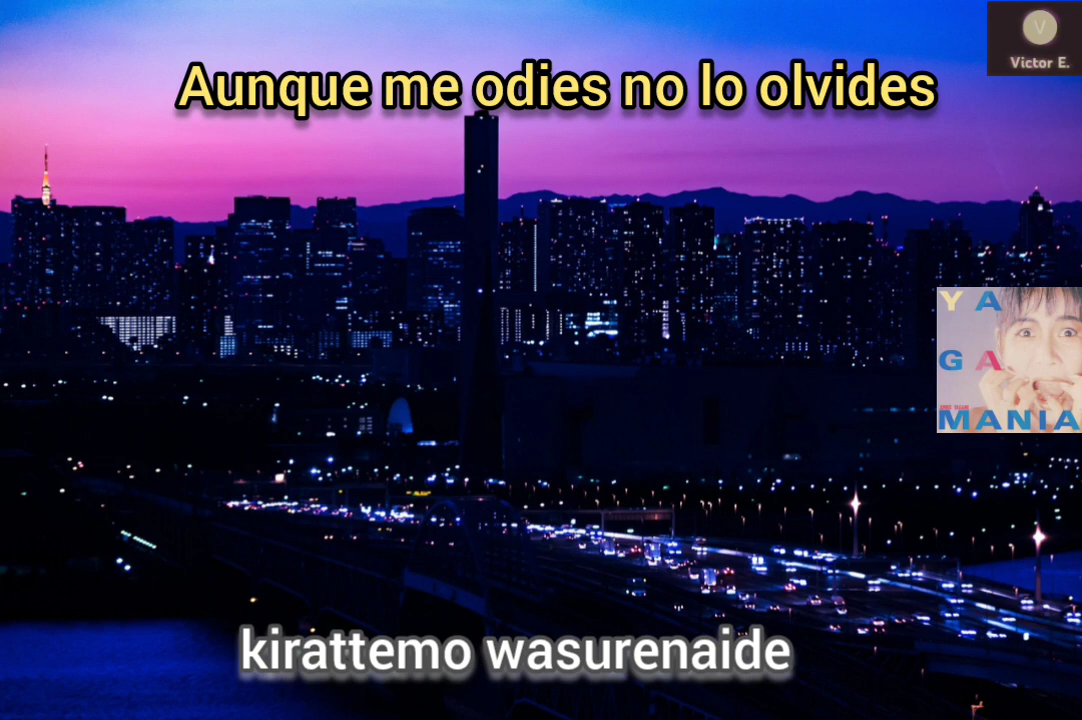 V
Victor E.
Aunque me odies no lo olvides
Y A
G A
MANIA
kirattemo wasurenaide